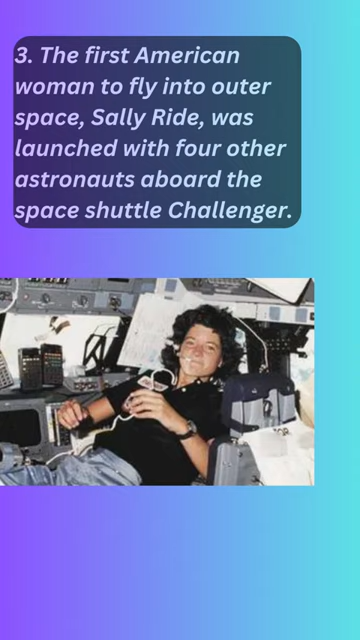 3. The first American
woman to fly into outer
space, Sally Ride, was
launched with four other
astronauts aboard the
space shuttle Challenger.